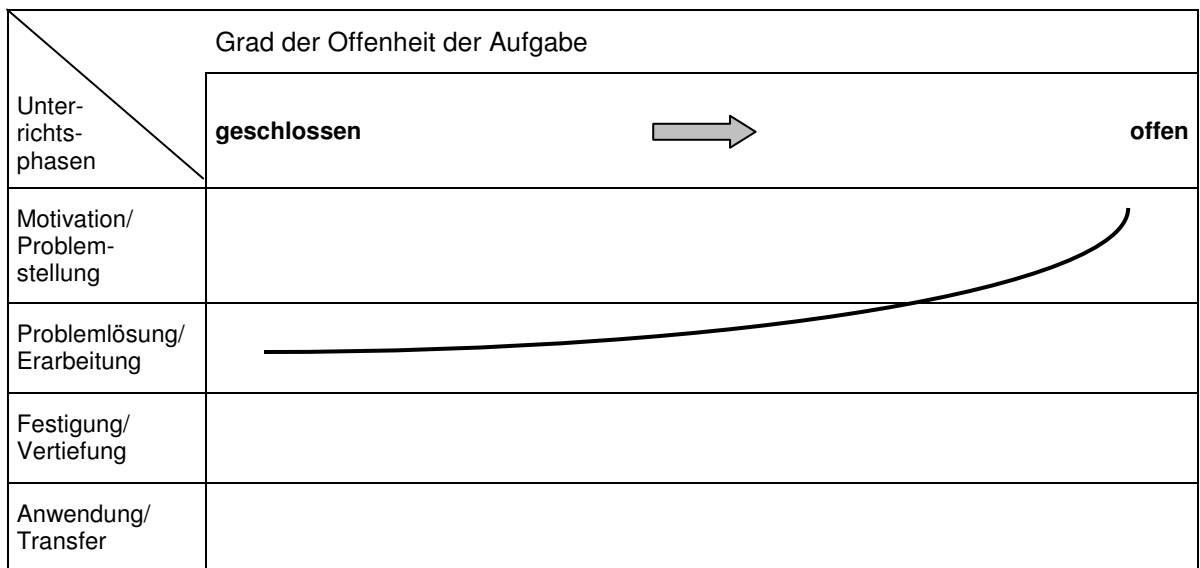 Grad der Offenheit der Aufgabe
Unter-
richts-
phasen
geschlossen
offen
Motivation/
Problem-
stellung
Problemlösung/
Erarbeitung
Festigung/
Vertiefung
Anwendung/
Transfer